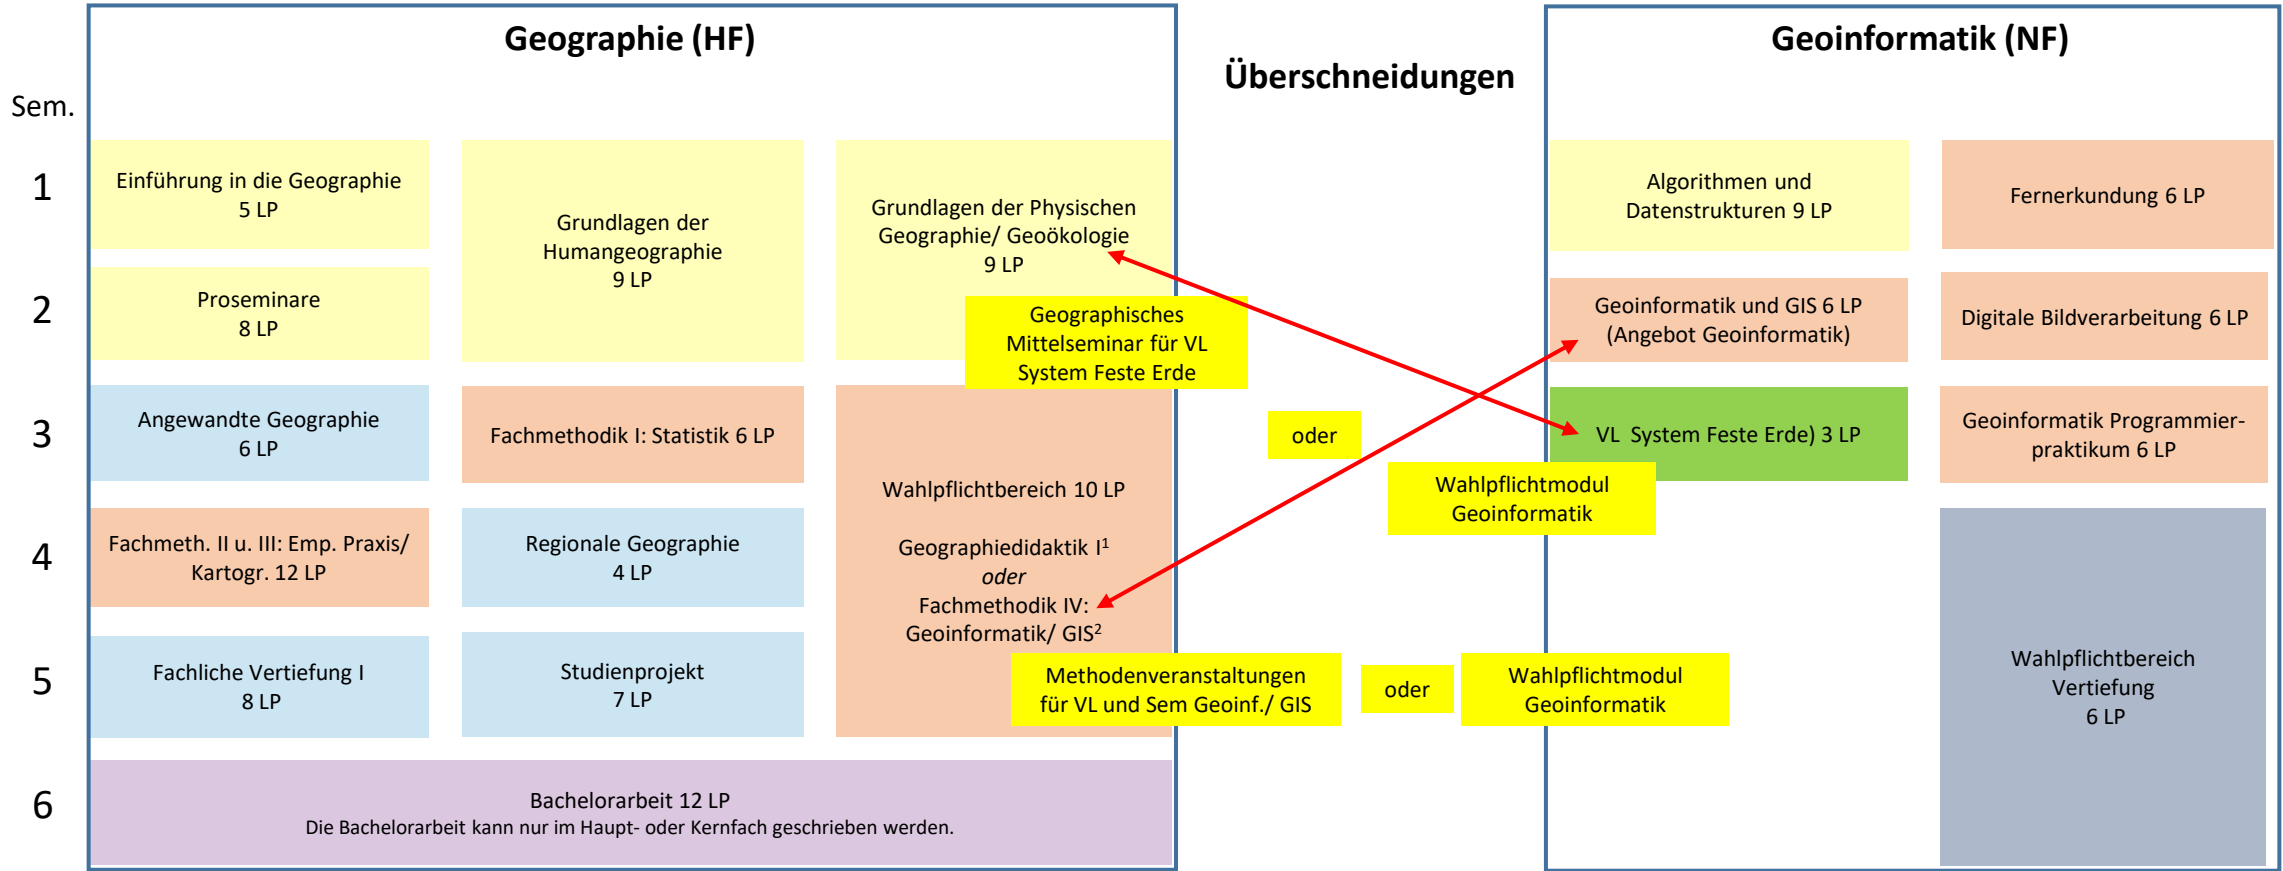 Geographie (HF)
Überschneidungen
Geoinformatik (NF)
Sem.
1
Einführung in die Geographie
5 LP
Grundlagen der
Humangeographie
9 LP
Grundlagen der Physischen
Geographie/ Geoökologie
9 LP
Algorithmen und
Datenstrukturen 9 LP
Fernerkundung 6 LP
2
Proseminare
8 LP
Geographisches
Mittelseminar für VL
System Feste Erde
Geoinformatik und GIS 6 LP
(Angebot Geoinformatik)
Digitale Bildverarbeitung 6 LP
3
Angewandte Geographie
6 LP
Fachmethodik I: Statistik 6 LP
Wahlpflichtbereich 10 LP
Geographiedidaktik I¹
oder
Fachmethodik IV:
Geoinformatik/ GIS²
oder
Wahlpflichtmodul
Geoinformatik
VL  System Feste Erde) 3 LP
Geoinformatik Programmier-
praktikum 6 LP
4
Fachmeth. II u. III: Emp. Praxis/
Kartogr. 12 LP
Regionale Geographie
4 LP
5
Fachliche Vertiefung I
8 LP
Studienprojekt
7 LP
Methodenveranstaltungen
für VL und Sem Geoinf./ GIS
oder
Wahlpflichtmodul
Geoinformatik
Wahlpflichtbereich
Vertiefung
6 LP
6
Bachelorarbeit 12 LP
Die Bachelorarbeit kann nur im Haupt- oder Kernfach geschrieben werden.